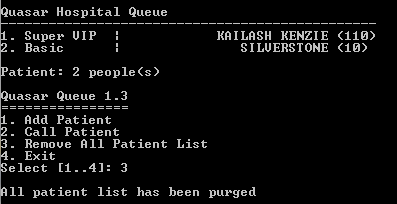 Quasar Hospital Queue
----------------------------------------------
1. Super VIP ¦ KAILASH KENZIE (110)
2. Basic ¦ SILVERSTONE (10)
Patient: 2 people(s)
Quasar Queue 1.3
================
1. Add Patient
2. Call Patient
3. Remove All Patient List
4. Exit
Select [1..4]: 3
All patient list has been purged